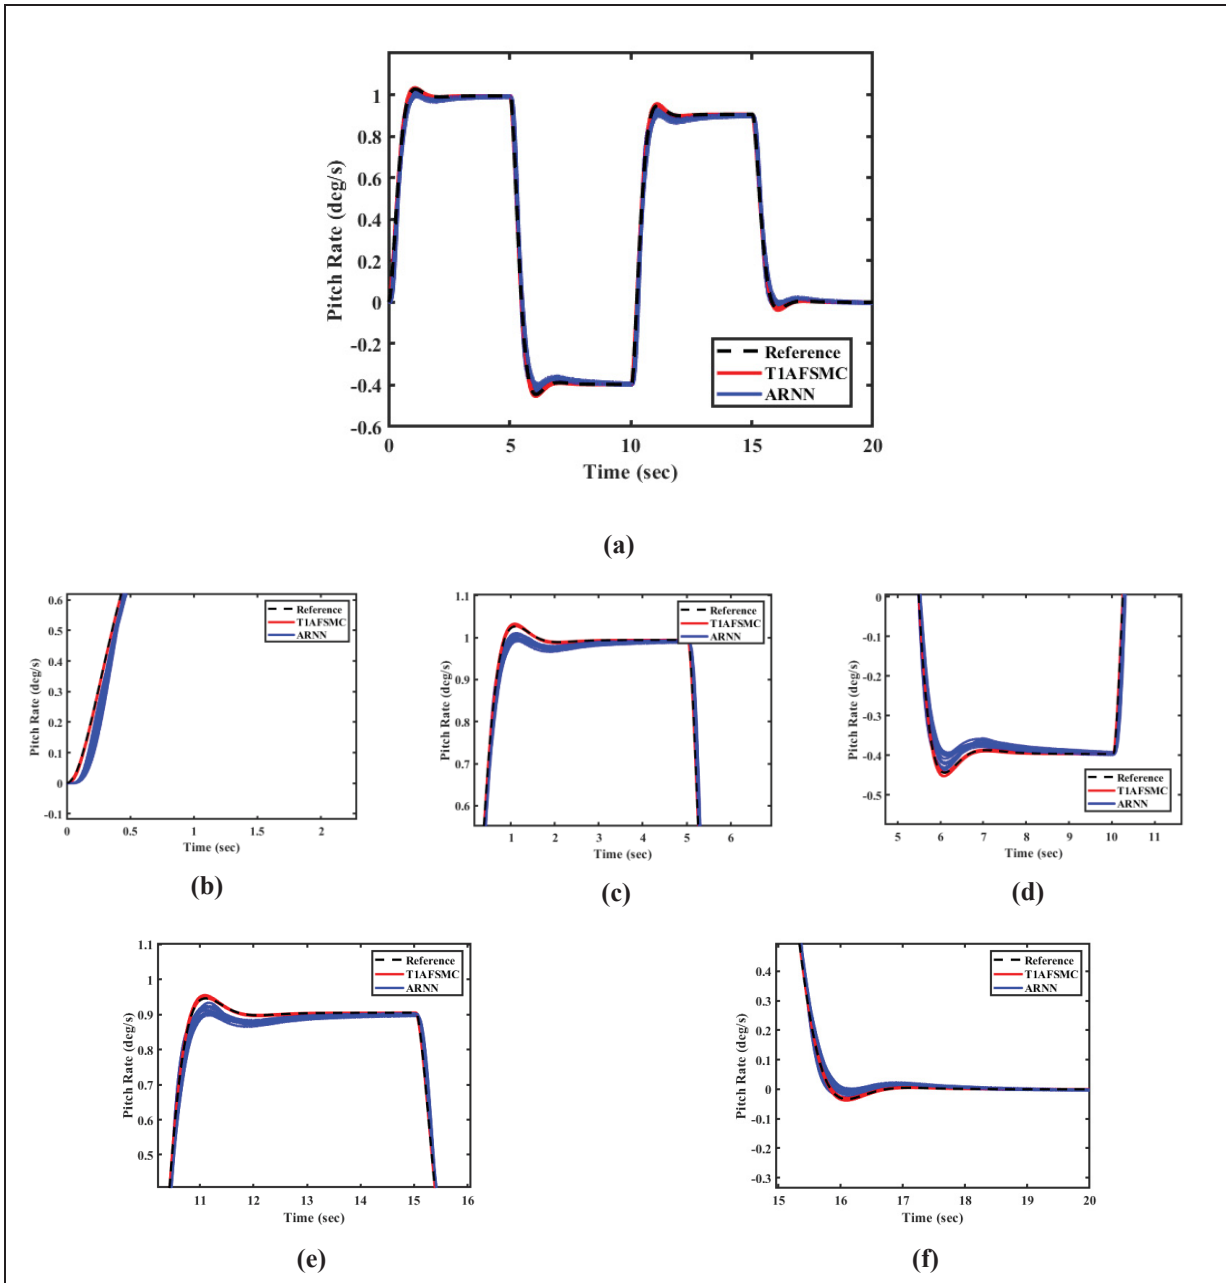 1
0.8
0.6
0.4
0.2
0
-0.2
-0.4
-0.6
Pitch Rate (deg/s)
Reference
T1AFSMC
ARNN
0 5 10 15 20
Time (sec)
(a)
0.6
0.5
0.4
0.3
0.2
0.1
0
-0.1
Pitch Rate (deg/s)
Reference
T1AFSMC
ARNN
0 0.5 1 1.5 2
Time (sec)
(b)
1.1
1
0.9
0.8
0.7
0.6
Pitch Rate (deg/s)
Reference
T1AFSMC
ARNN
1 2 3 4 5 6
Time (sec)
(c)
0
-0.1
-0.2
-0.3
-0.4
-0.5
Pitch Rate (deg/s)
Reference
T1AFSMC
ARNN
5 6 7 8 9 10 11
Time (sec)
(d)
1.1
1
0.9
0.8
0.7
0.9
0.5
Pitch Rate (deg/s)
Reference
T1AFSMC
ARNN
11 12 13 14 15 16
Time (sec)
(e)
0.4
0.3
0.2
0.1
0
-0.1
-0.2
-0.3
Pitch Rate (deg/s)
Reference
T1AFSMC
ARNN
15 16 17 18 19 20
Time (sec)
(f)